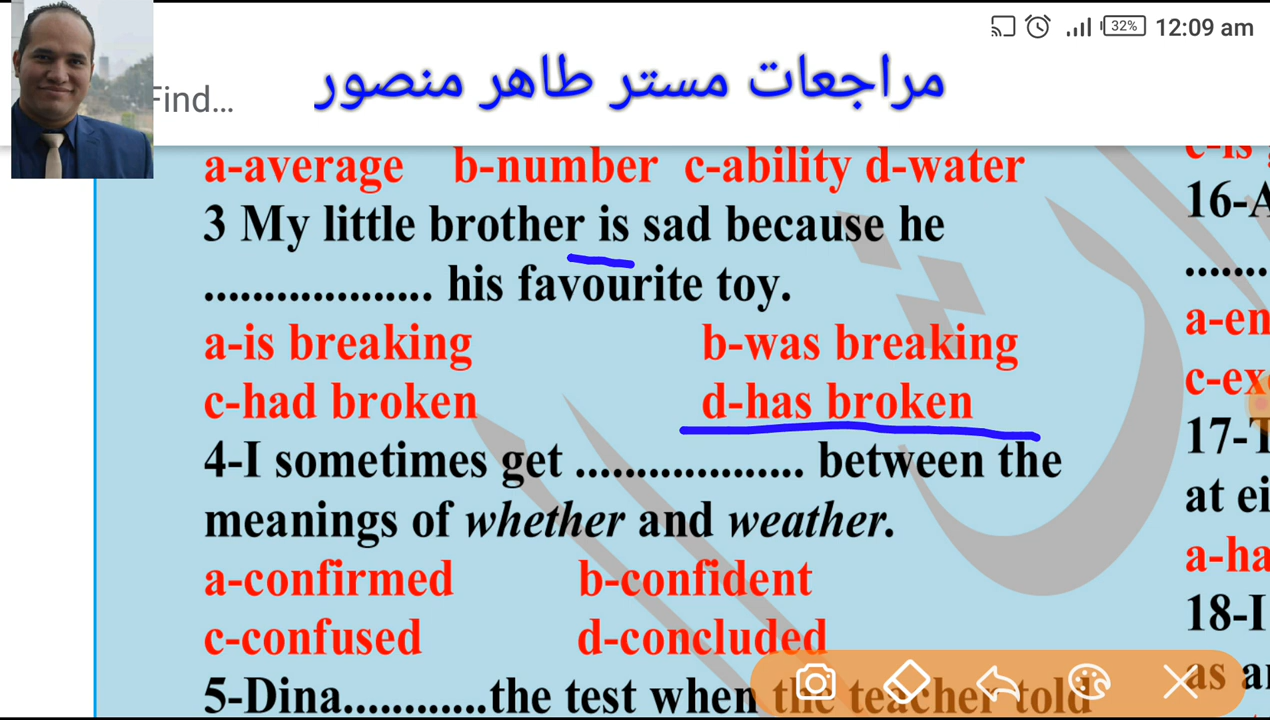 32% 12:09 am
Find...
مراجعات مستر طاهر منصور
a-average b-number c-ability d-water
3 My little brother is sad because he
................... his favourite toy.
a-is breaking b-was breaking
c-had broken d-has broken
4-I sometimes get ................... between the
meanings of whether and weather.
a-confirmed b-confident
c-confused d-concluded
5-Dina............the test when the teacher told
c-is
16-A
.......
a-en
c-ex
17-T
at ei
a-ha
18-I
as a